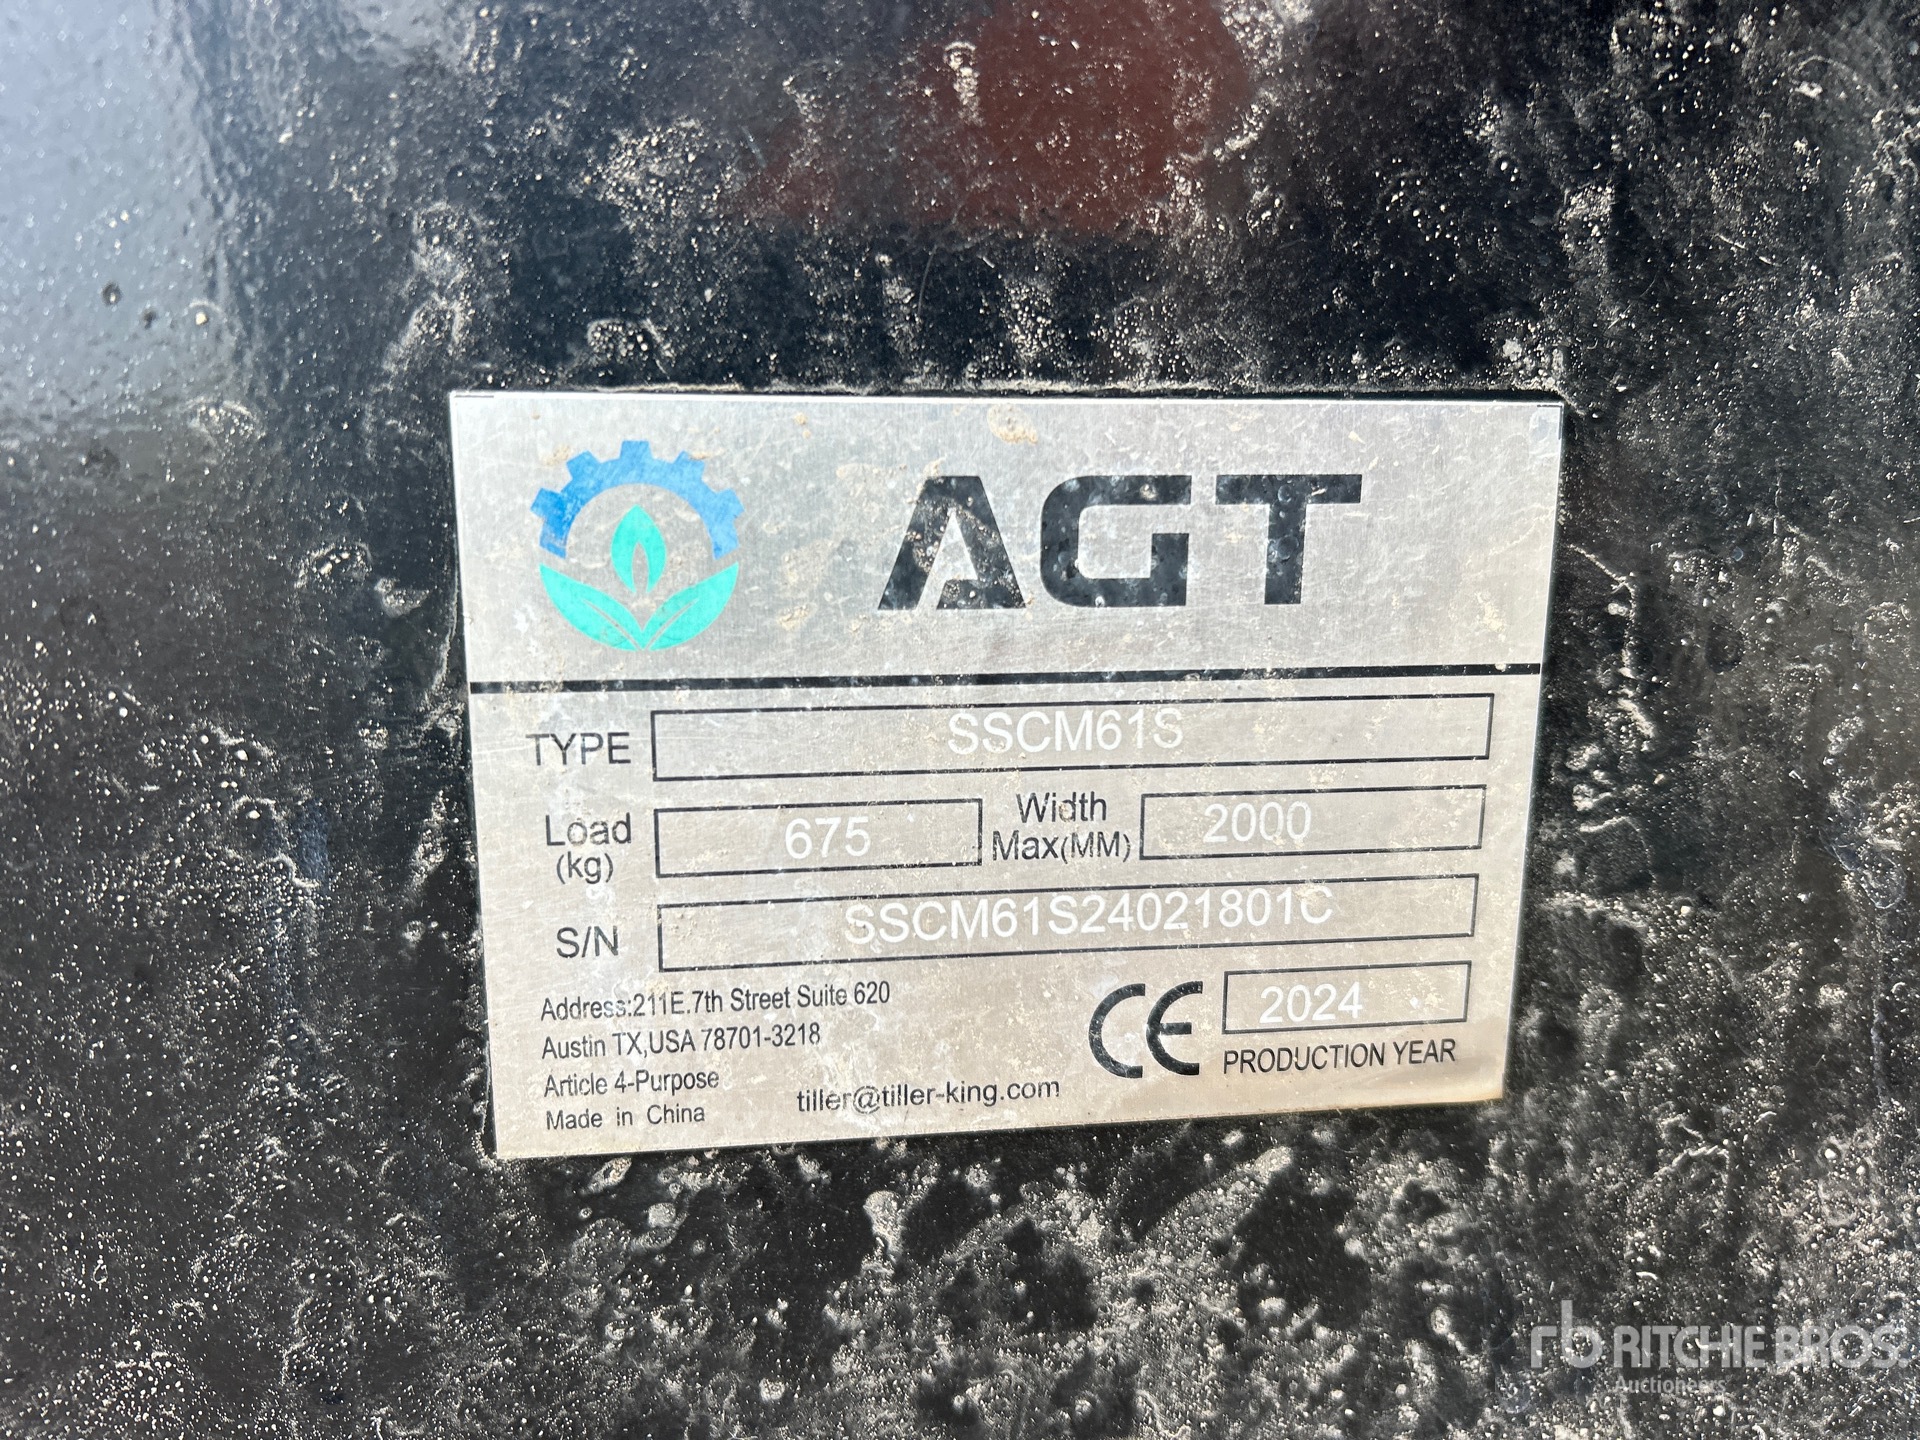 AGT
TYPE SSCM61S
Load (kg) 675 Width Max(MM) 2000
S/N SSCM61S24021801C
Address:211E.7th Street Suite 620
Austin TX,USA 78701-3218
Article 4-Purpose
Made in China
tiller@tiller-king.com
CE 2024
PRODUCTION YEAR
rb RITCHIE BROS.
Auctioneers